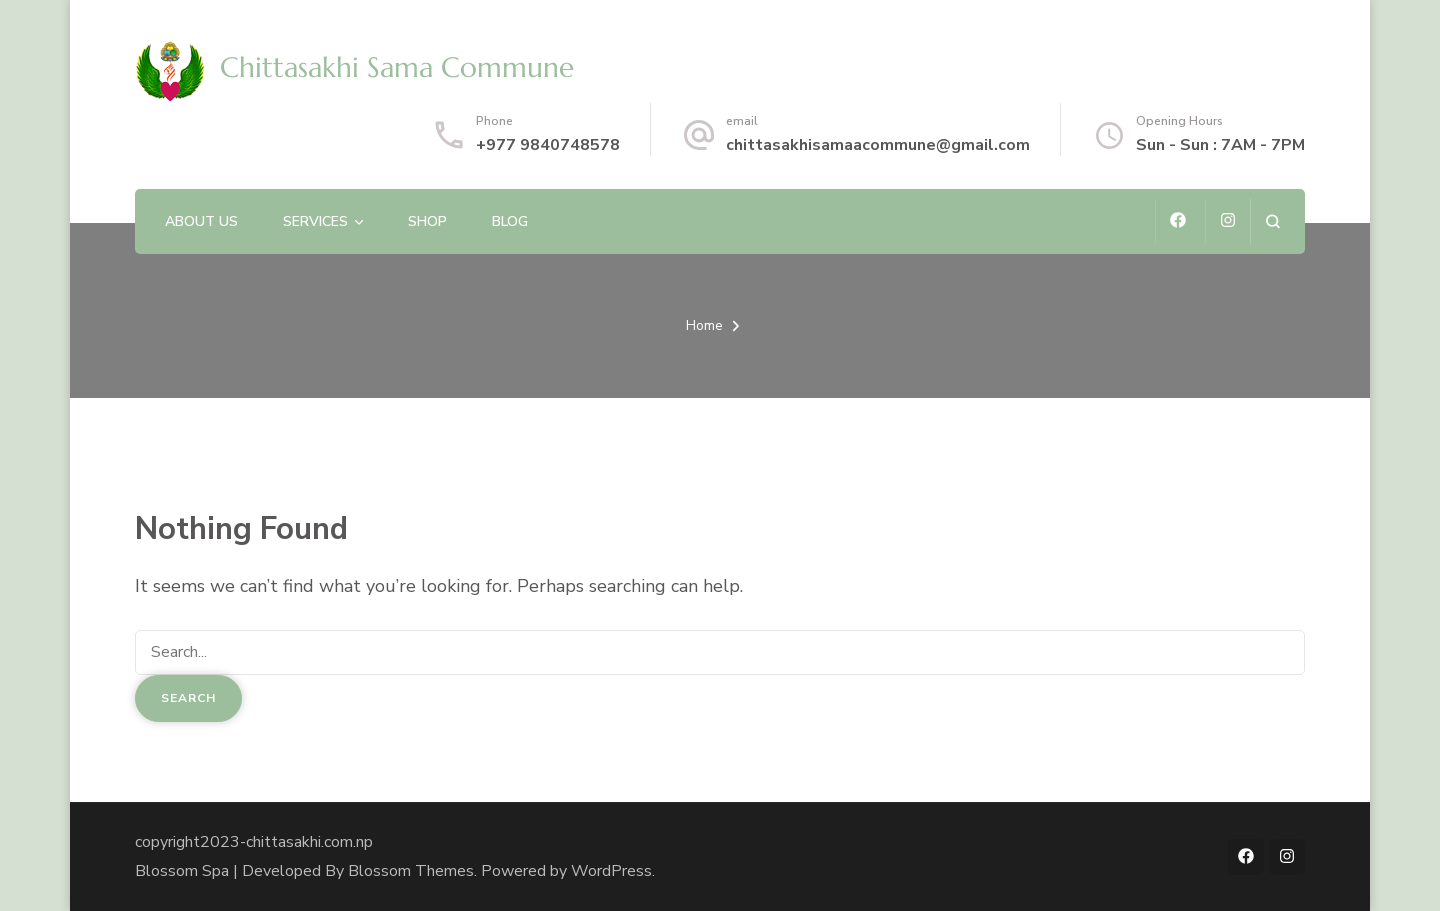 Chittasakhi Sama Commune
Phone
+977 9840748578
email
chittasakhisamaacommune@gmail.com
Opening Hours
Sun - Sun : 7AM - 7PM
ABOUT US
SERVICES
SHOP
BLOG
Home
Nothing Found
It seems we can’t find what you’re looking for. Perhaps searching can help.
Search...
SEARCH
copyright2023-chittasakhi.com.np
Blossom Spa | Developed By Blossom Themes. Powered by WordPress.